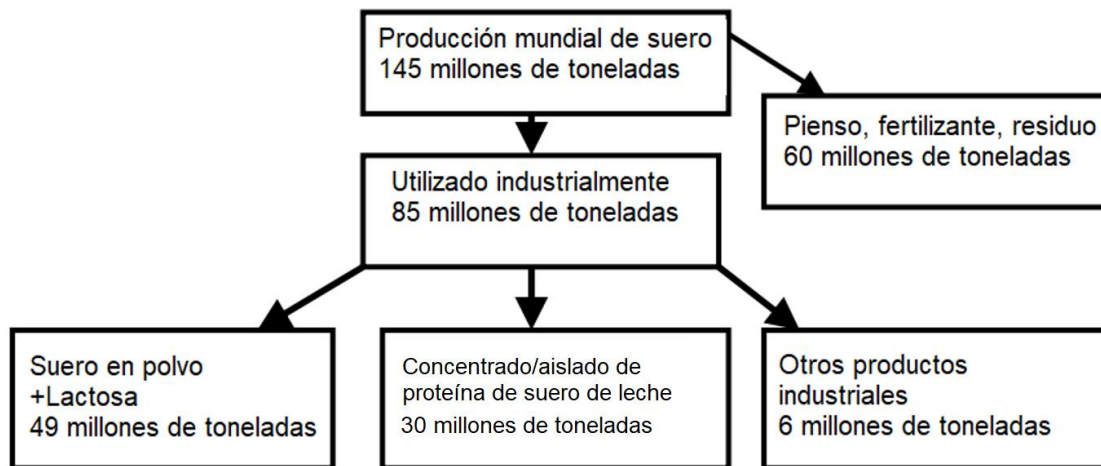 Producción mundial de suero
145 millones de toneladas
Pienso, fertilizante, residuo
60 millones de toneladas
Utilizado industrialmente
85 millones de toneladas
Suero en polvo
+Lactosa
49 millones de toneladas
Concentrado/aislado de
proteína de suero de leche
30 millones de toneladas
Otros productos
industriales
6 millones de toneladas